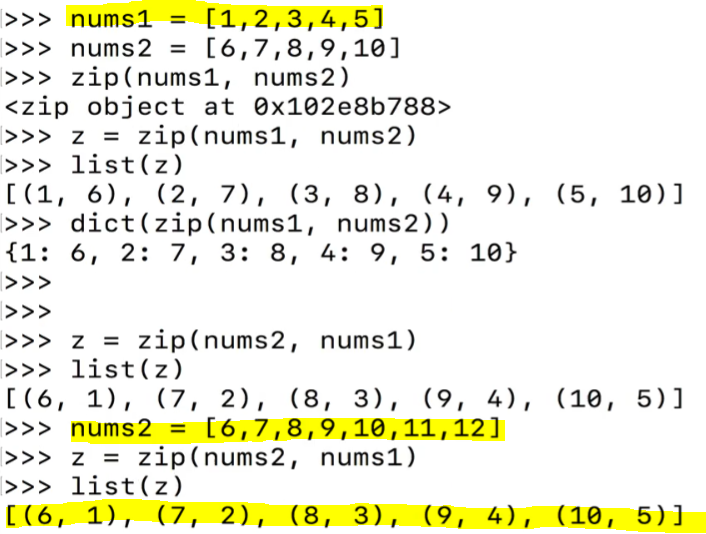 >>> nums1 = [1,2,3,4,5]
>>> nums2 = [6,7,8,9,10]
>>> zip(nums1, nums2)
<zip object at 0x102e8b788>
>>> z = zip(nums1, nums2)
>>> list(z)
[(1, 6), (2, 7), (3, 8), (4, 9), (5, 10)]
>>> dict(zip(nums1, nums2))
{1: 6, 2: 7, 3: 8, 4: 9, 5: 10}
>>>
>>>
>>> z = zip(nums2, nums1)
>>> list(z)
[(6, 1), (7, 2), (8, 3), (9, 4), (10, 5)]
>>> nums2 = [6,7,8,9,10,11,12]
>>> z = zip(nums2, nums1)
>>> list(z)
[(6, 1), (7, 2), (8, 3), (9, 4), (10, 5)]